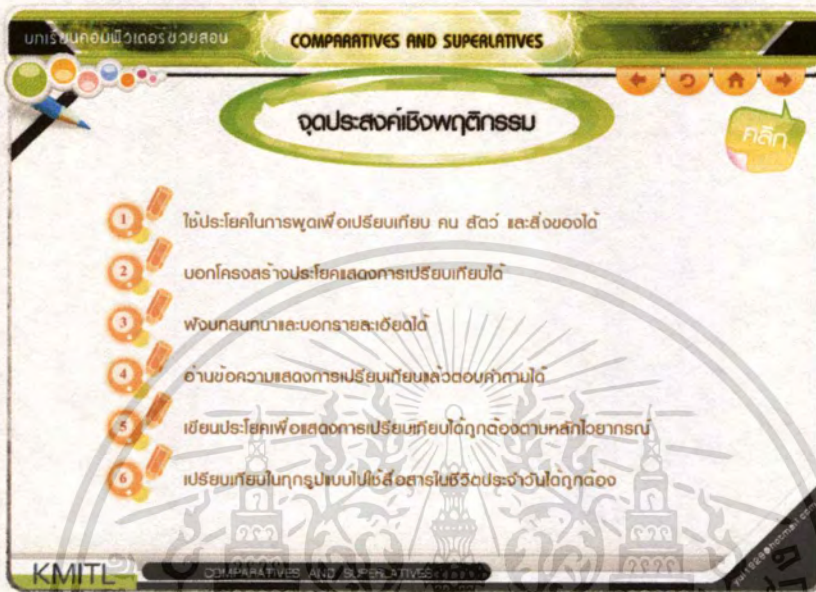 บทเรียนคอมพิวเตอร์ช่วยสอน
COMPARATIVES AND SUPERLATIVES
จุดประสงค์เชิงพฤติกรรม
คลิก
1 ใช้ประโยคในการพูดเพื่อเปรียบเทียบ คน สัตว์ และสิ่งของได้
2 บอกโครงสร้างประโยคแสดงการเปรียบเทียบได้
3 ฟังบทสนทนาและบอกรายละเอียดได้
4 อ่านข้อความแสดงการเปรียบเทียบแล้วตอบคำถามได้
5 เขียนประโยคเพื่อแสดงการเปรียบเทียบได้ถูกต้องตามหลักไวยากรณ์
6 เปรียบเทียบในทุกรูปแบบไปใช้สื่อสารในชีวิตประจำวันได้ถูกต้อง
KMITL
COMPARATIVES AND SUPERLATIVES